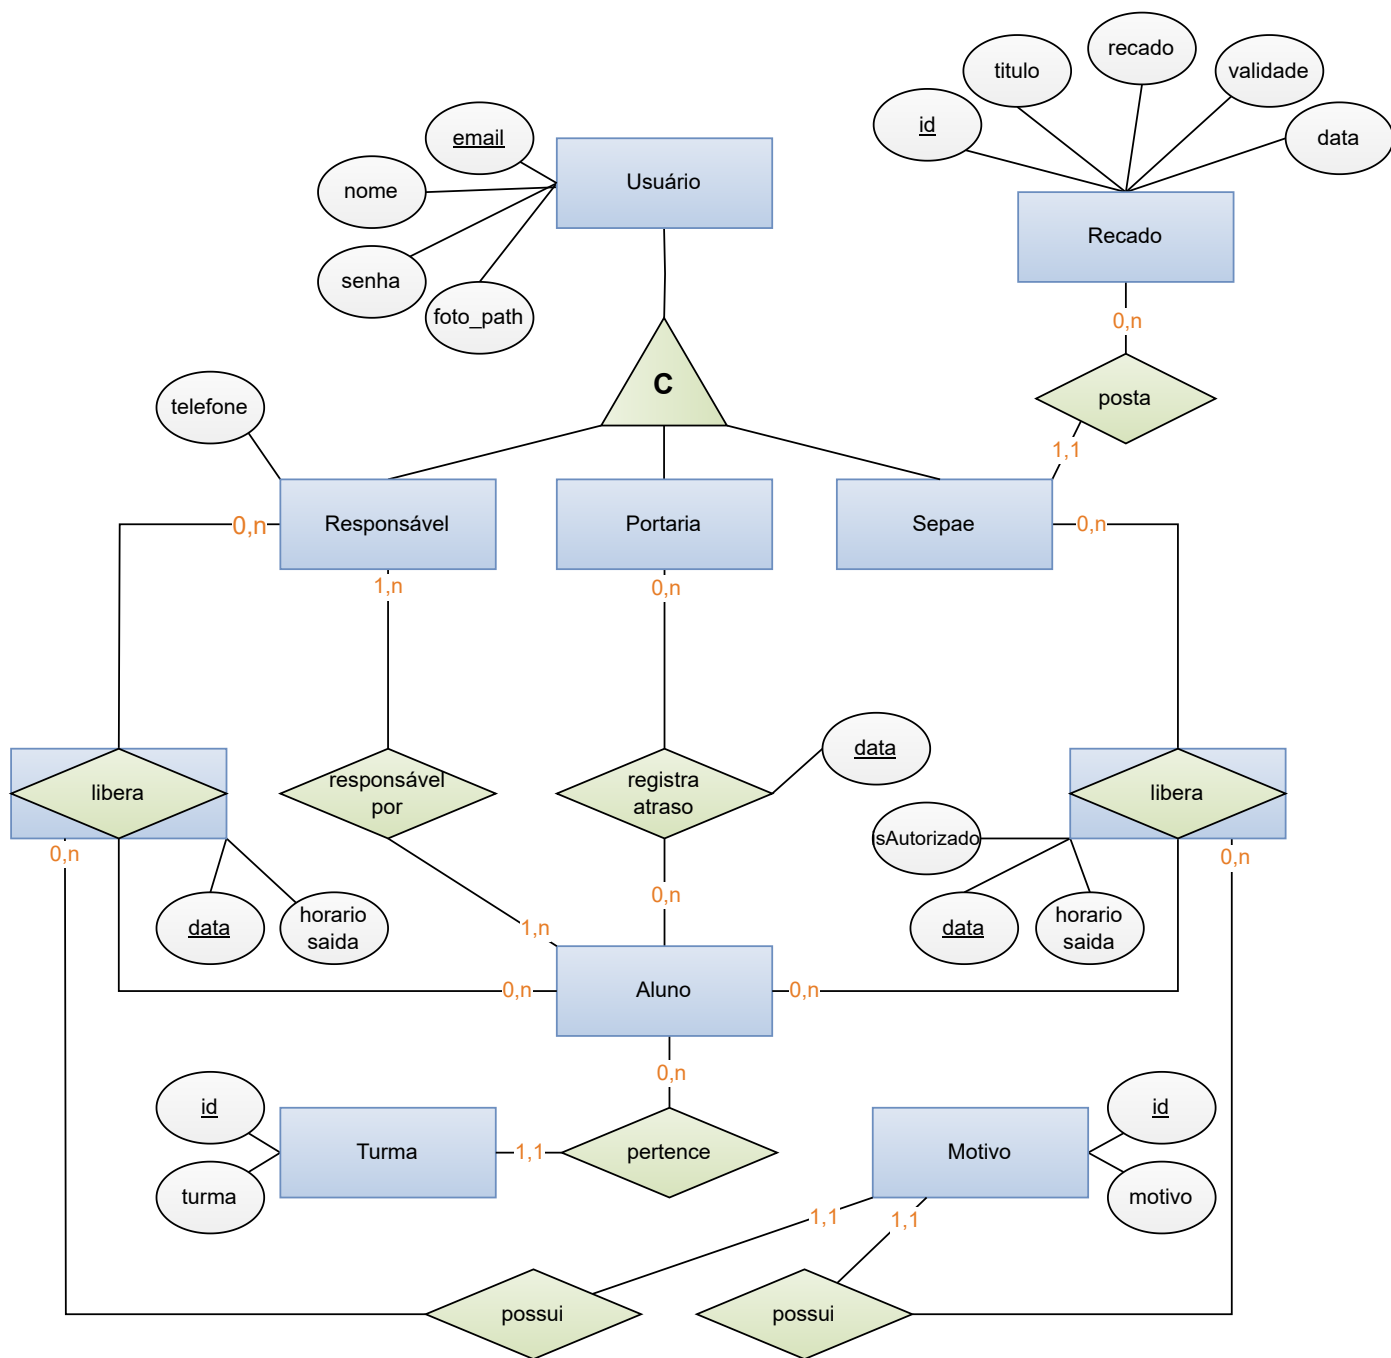 recado
titulo
validade
id
data
email
Usuário
nome
Recado
senha
foto_path
0,n
C
posta
telefone
1,1
Responsável
Portaria
Sepae
0,n
0,n
1,n
0,n
data
libera
responsável
por
registra
atraso
libera
isAutorizado
0,n
0,n
0,n
data
horario
saida
1,n
data
horario
saida
0,n
Aluno
0,n
0,n
id
Turma
1,1
pertence
Motivo
id
turma
motivo
1,1
1,1
possui
possui